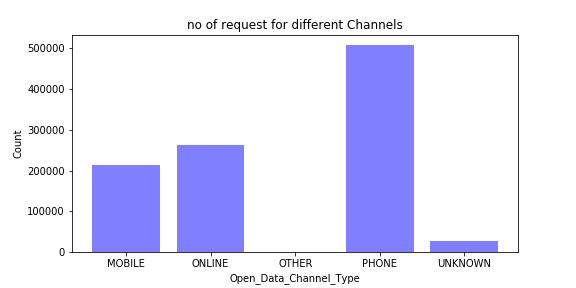 no of request for different Channels
500000
400000
300000
200000
100000
0
Count
MOBILE ONLINE OTHER PHONE UNKNOWN
Open_Data_Channel_Type